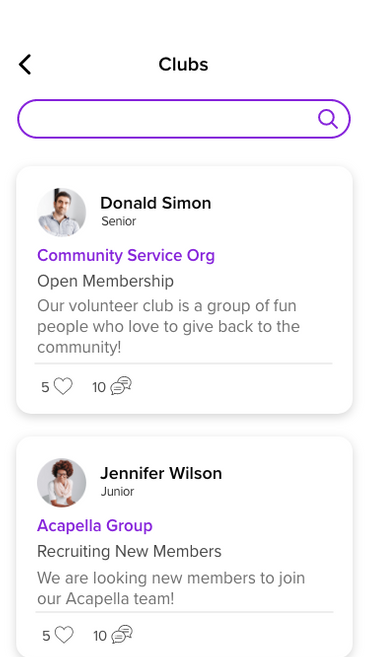 Clubs
Donald Simon
Senior
Community Service Org
Open Membership
Our volunteer club is a group of fun
people who love to give back to the
community!
5 10
Jennifer Wilson
Junior
Acapella Group
Recruiting New Members
We are looking new members to join
our Acapella team!
5 10